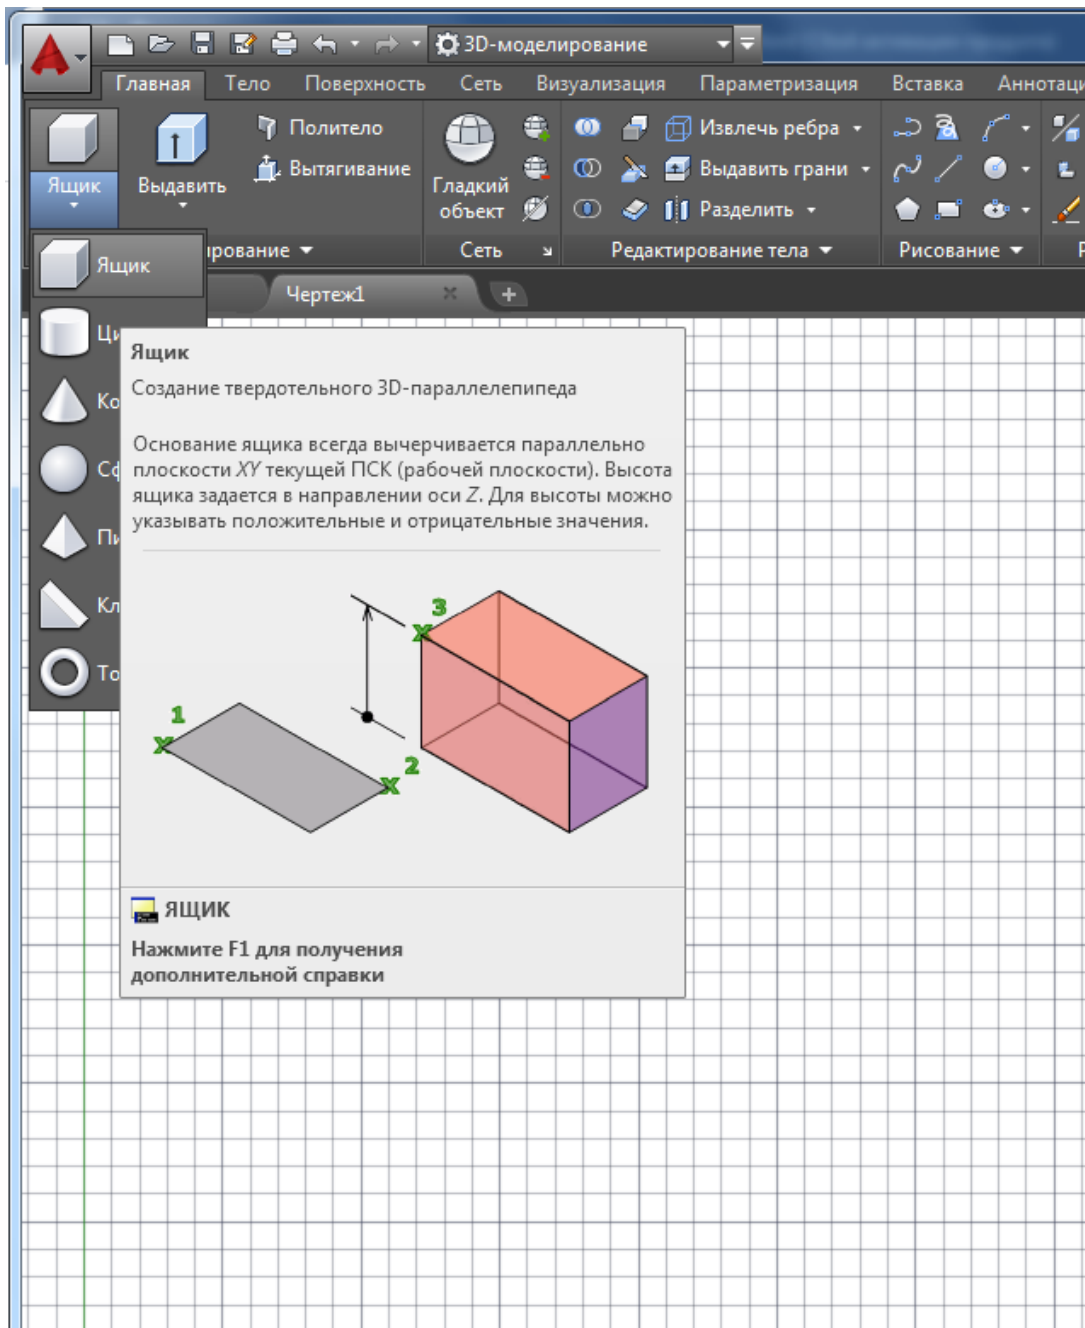 3D-моделирование
Главная Тело Поверхность Сеть Визуализация Параметризация Вставка Аннотаци
Ящик
Выдавить
Политело
Вытягивание
Гладкий
объект
Извлечь ребра
Выдавить грани
Разделить
рование
Сеть
Редактирование тела
Рисование
Ящик
Чертеж1
Ци
Ко
Сф
Пи
Кл
То
Ящик
Создание твердотельного 3D-параллелепипеда
Основание ящика всегда вычерчивается параллельно
плоскости XY текущей ПСК (рабочей плоскости). Высота
ящика задается в направлении оси Z. Для высоты можно
указывать положительные и отрицательные значения.
3
1
2
ЯЩИК
Нажмите F1 для получения
дополнительной справки